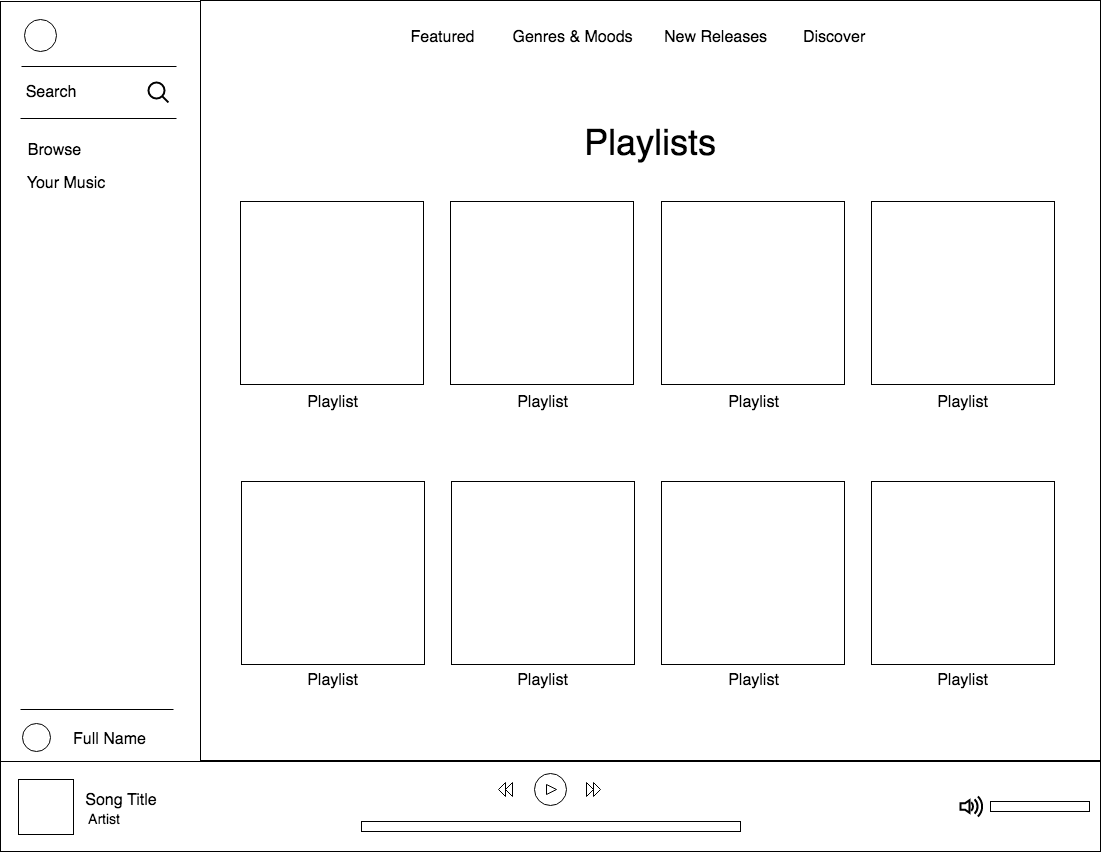 Featured Genres & Moods New Releases Discover
Search
Browse
Your Music
Playlists
Playlist Playlist Playlist Playlist
Playlist Playlist Playlist Playlist
Full Name
Song Title
Artist